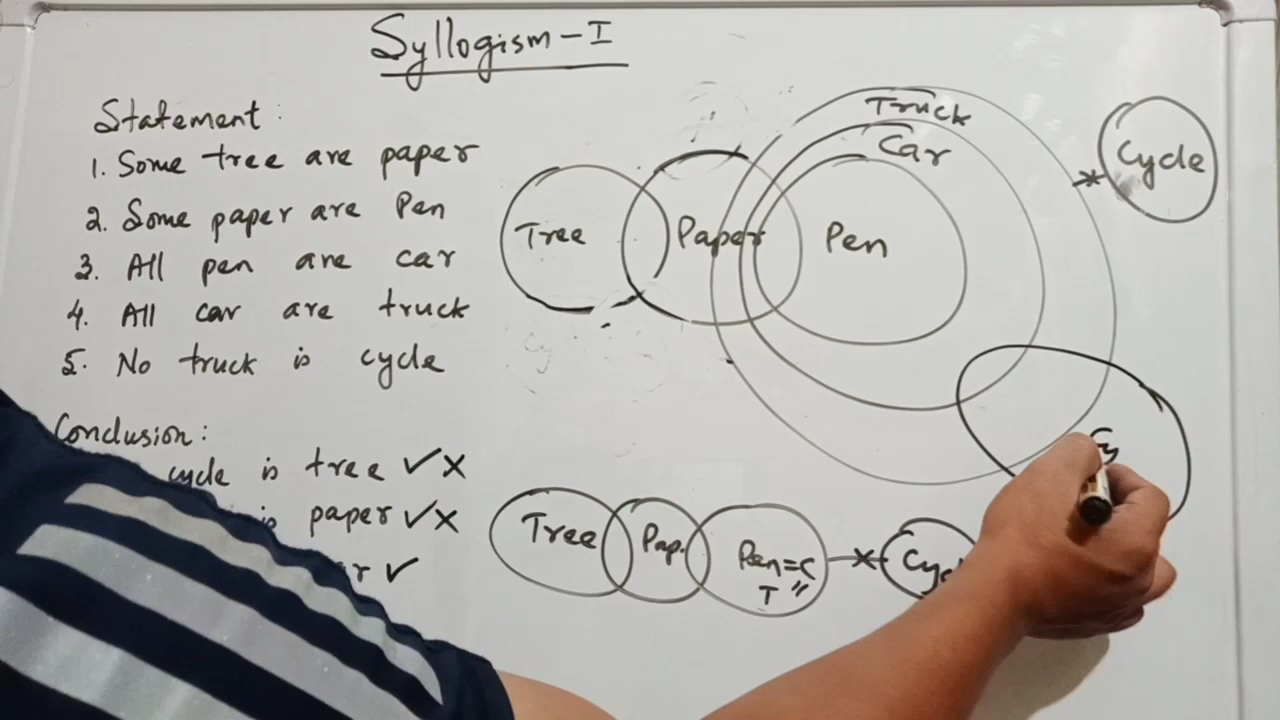 Syllogism - I
Statement :
1. Some tree are paper
2. Some paper are Pen
3. All pen are car
4. All car are truck
5. No truck is cycle
Conclusion :
cycle is tree ✓×
is paper ✓×
✓
Truck
Car
Cycle
Tree
Paper
Pen
Cy
Tree
Pap.
Pen = C
T "
Cyc